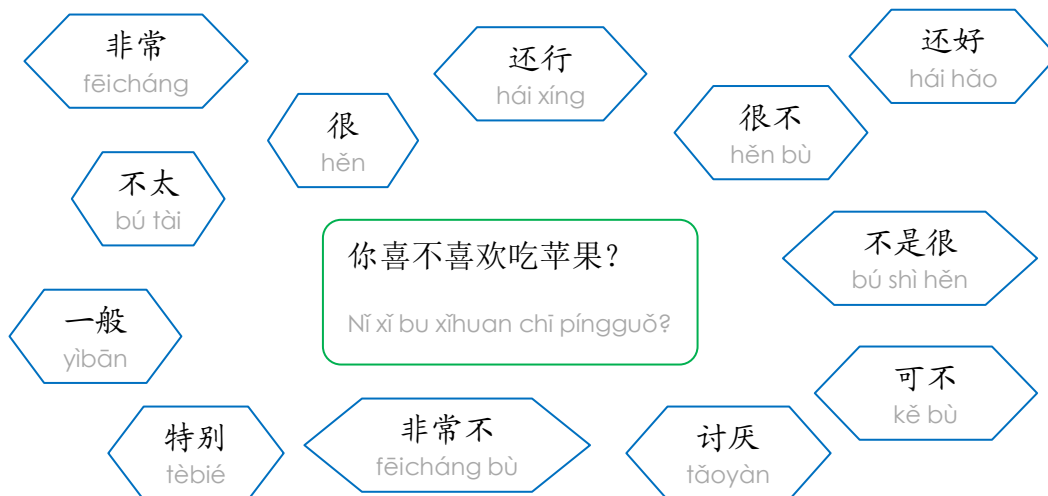 非常
fēicháng
还行
hái xíng
还好
hái hǎo
很
hěn
很不
hěn bù
不太
bú tài
你喜不喜欢吃苹果？
Nǐ xǐ bu xǐhuan chī píngguǒ?
不是很
bú shì hěn
一般
yìbān
可不
kě bù
特别
tèbié
非常不
fēicháng bù
讨厌
tǎoyàn